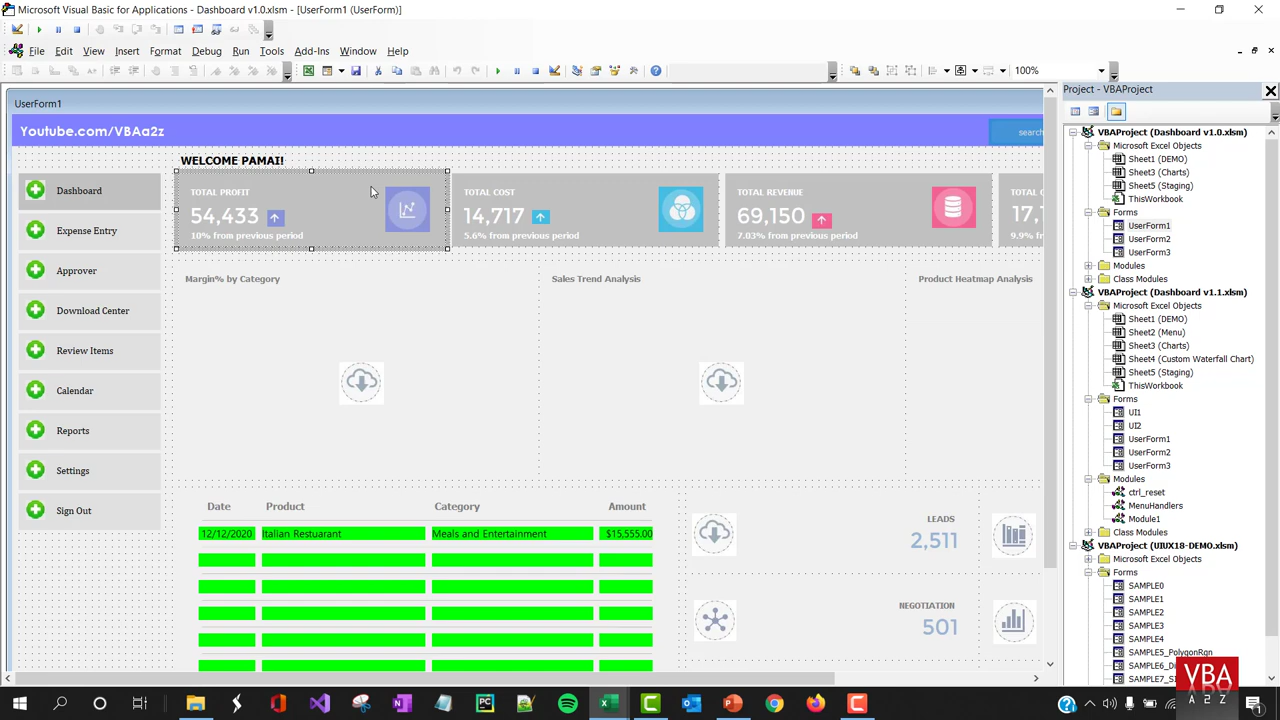 Microsoft Visual Basic for Applications - Dashboard v1.0.xlsm - [UserForm1 (UserForm)]
File Edit View Insert Format Debug Run Tools Add-Ins Window Help
100%
UserForm1
Youtube.com/VBAa2z
search
WELCOME PAMAI!
Dashboard
Expense Entry
Approver
Download Center
Review Items
Calendar
Reports
Settings
Sign Out
TOTAL PROFIT
54,433
10% from previous period
TOTAL COST
14,717
5.6% from previous period
TOTAL REVENUE
69,150
7.03% from previous period
TOTAL
9.9% fr
Margin% by Category
Sales Trend Analysis
Product Heatmap Analysis
Date Product Category Amount
12/12/2020 Italian Restuarant Meals and Entertainment $15,555.00
LEADS
2,511
NEGOTIATION
501
Project - VBAProject
VBAProject (Dashboard v1.0.xlsm)
Microsoft Excel Objects
Sheet1 (DEMO)
Sheet3 (Charts)
Sheet5 (Staging)
ThisWorkbook
Forms
UserForm1
UserForm2
UserForm3
Modules
Class Modules
VBAProject (Dashboard v1.1.xlsm)
Microsoft Excel Objects
Sheet1 (DEMO)
Sheet2 (Menu)
Sheet3 (Charts)
Sheet4 (Custom Waterfall Chart)
Sheet5 (Staging)
ThisWorkbook
Forms
UI1
UI2
UserForm1
UserForm2
UserForm3
Modules
ctrl_reset
MenuHandlers
Module1
Class Modules
VBAProject (UIUX18-DEMO.xlsm)
Microsoft Excel Objects
Forms
SAMPLE0
SAMPLE1
SAMPLE2
SAMPLE3
SAMPLE4
SAMPLE5_PolygonRgn
VBA
A 2 Z